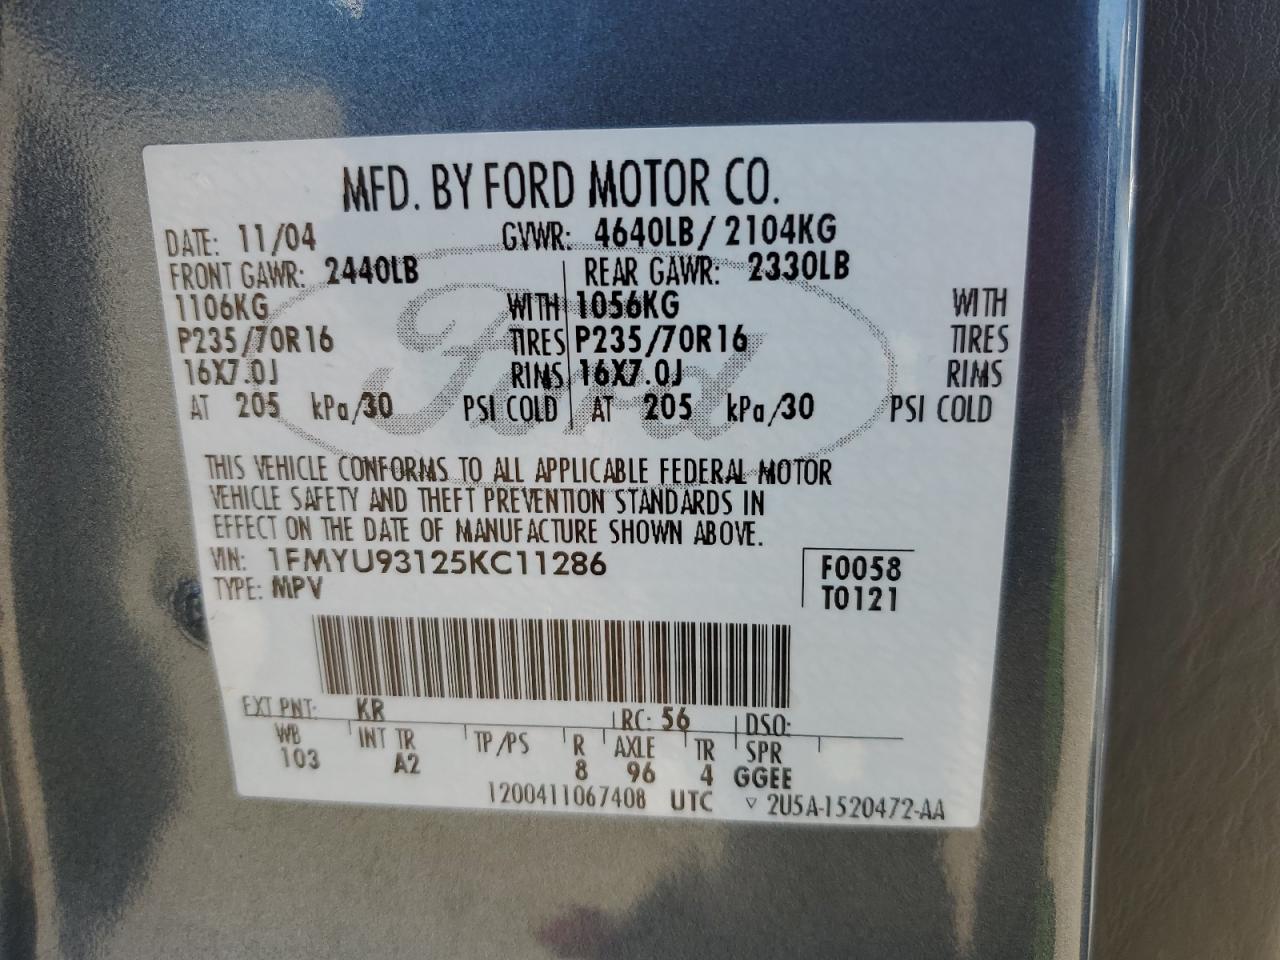 MFD. BY FORD MOTOR CO.
DATE: 11/04 GVWR: 4640LB/2104KG
FRONT GAWR: 2440LB REAR GAWR: 2330LB
1106KG WITH 1056KG WITH
P235/70R16 TIRES P235/70R16 TIRES
16X7.0J RIMS 16X7.0J RIMS
AT 205 kPa/30 PSI COLD AT 205 kPa/30 PSI COLD
Ford
THIS VEHICLE CONFORMS TO ALL APPLICABLE FEDERAL MOTOR
VEHICLE SAFETY AND THEFT PREVENTION STANDARDS IN
EFFECT ON THE DATE OF MANUFACTURE SHOWN ABOVE.
VIN: 1FMYU93125KC11286
TYPE: MPV
F0058
T0121
EXT PNT: KR RC: 56 DSO:
WB INT TR TP/PS R AXLE TR SPR
103 A2 8 96 4 GGEE
1200411067408 UTC ▽ 2U5A-1520472-AA